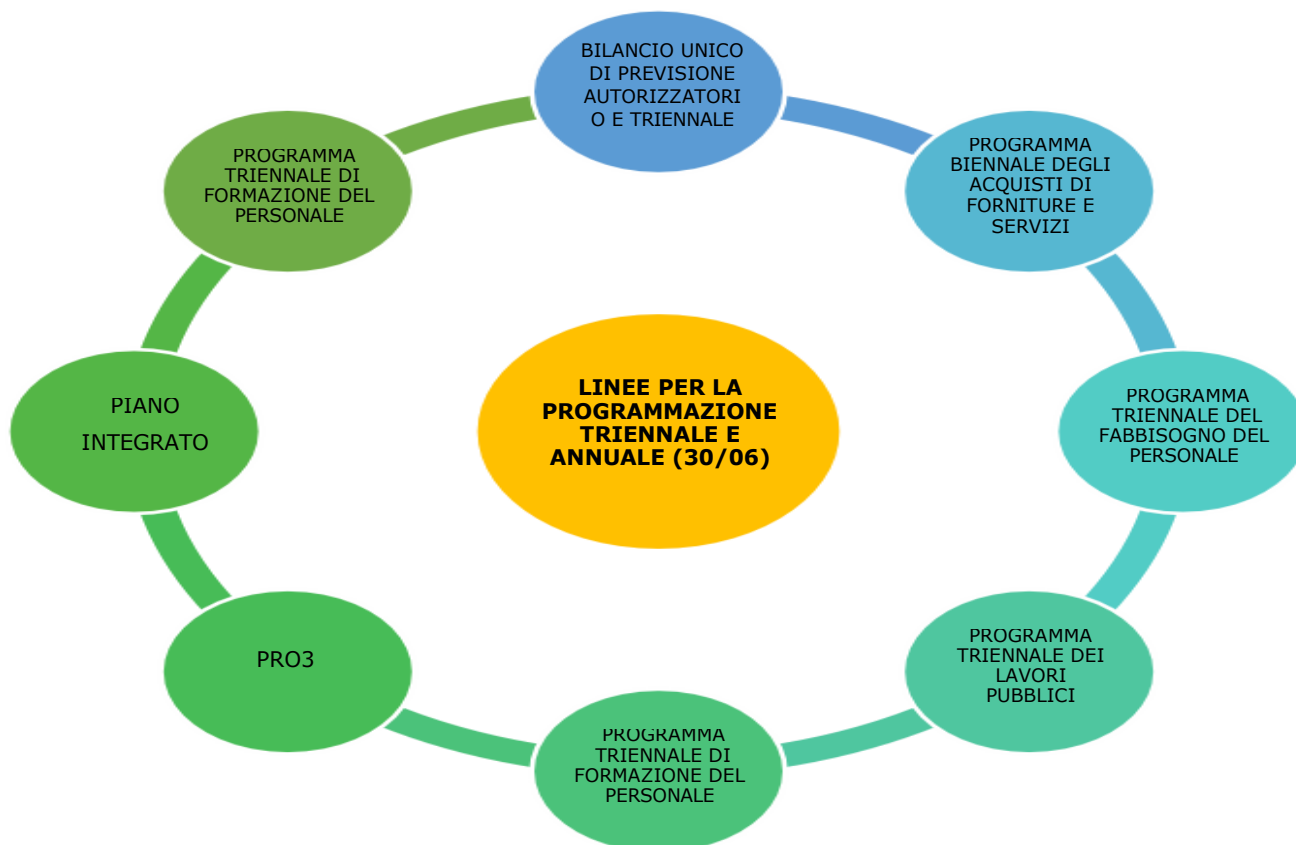 BILANCIO UNICO
DI PREVISIONE
AUTORIZZATORI
O E TRIENNALE
PROGRAMMA
BIENNALE DEGLI
ACQUISTI DI
FORNITURE E
SERVIZI
PROGRAMMA
TRIENNALE DEL
FABBISOGNO DEL
PERSONALE
PROGRAMMA
TRIENNALE DEI
LAVORI
PUBBLICI
PROGRAMMA
TRIENNALE DI
FORMAZIONE DEL
PERSONALE
PRO3
PIANO
INTEGRATO
PROGRAMMA
TRIENNALE DI
FORMAZIONE DEL
PERSONALE
LINEE PER LA
PROGRAMMAZIONE
TRIENNALE E
ANNUALE (30/06)